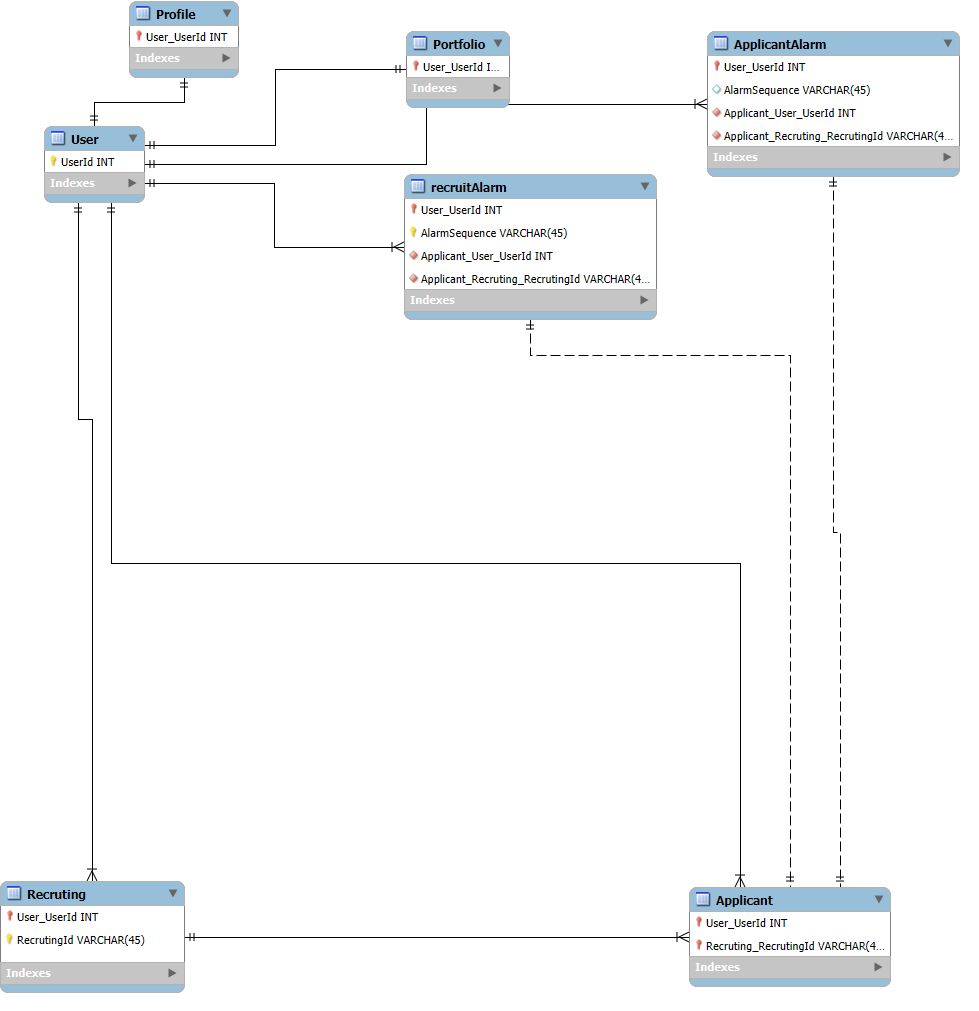 Profile
User_UserId INT
Indexes
Portfolio
User_UserId I...
Indexes
ApplicantAlarm
User_UserId INT
AlarmSequence VARCHAR(45)
Applicant_User_UserId INT
Applicant_Recruting_RecrutingId VARCHAR(4...
Indexes
User
UserId INT
Indexes
recruitAlarm
User_UserId INT
AlarmSequence VARCHAR(45)
Applicant_User_UserId INT
Applicant_Recruting_RecrutingId VARCHAR(4...
Indexes
Recruting
User_UserId INT
RecrutingId VARCHAR(45)
Indexes
Applicant
User_UserId INT
Recruting_RecrutingId VARCHAR(4...
Indexes